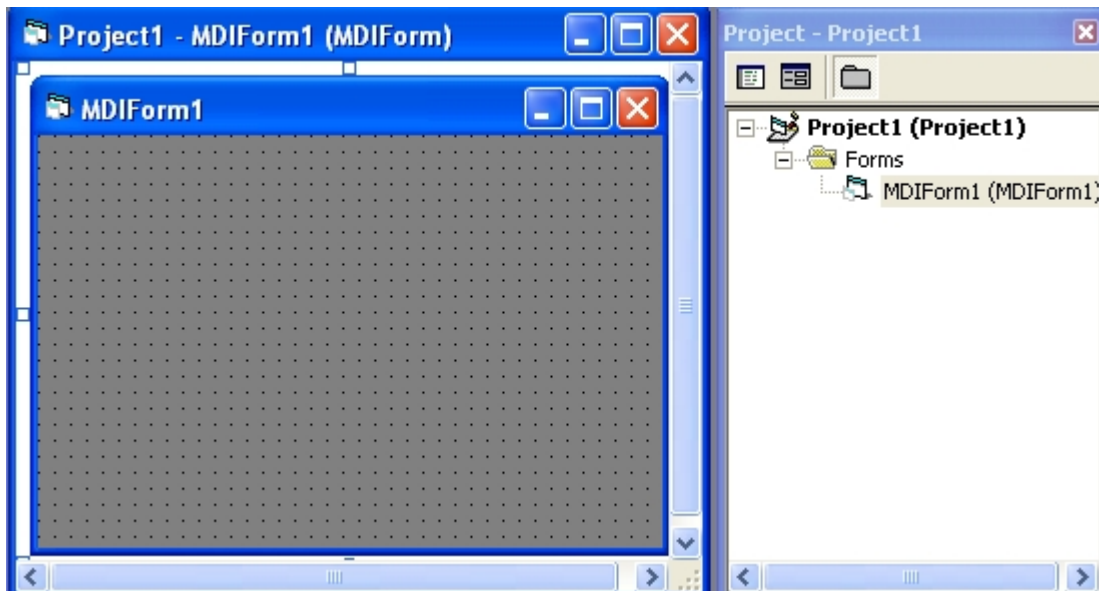 Project1 - MDIForm1 (MDIForm)
MDIForm1
Project - Project1
Project1 (Project1)
Forms
MDIForm1 (MDIForm1)